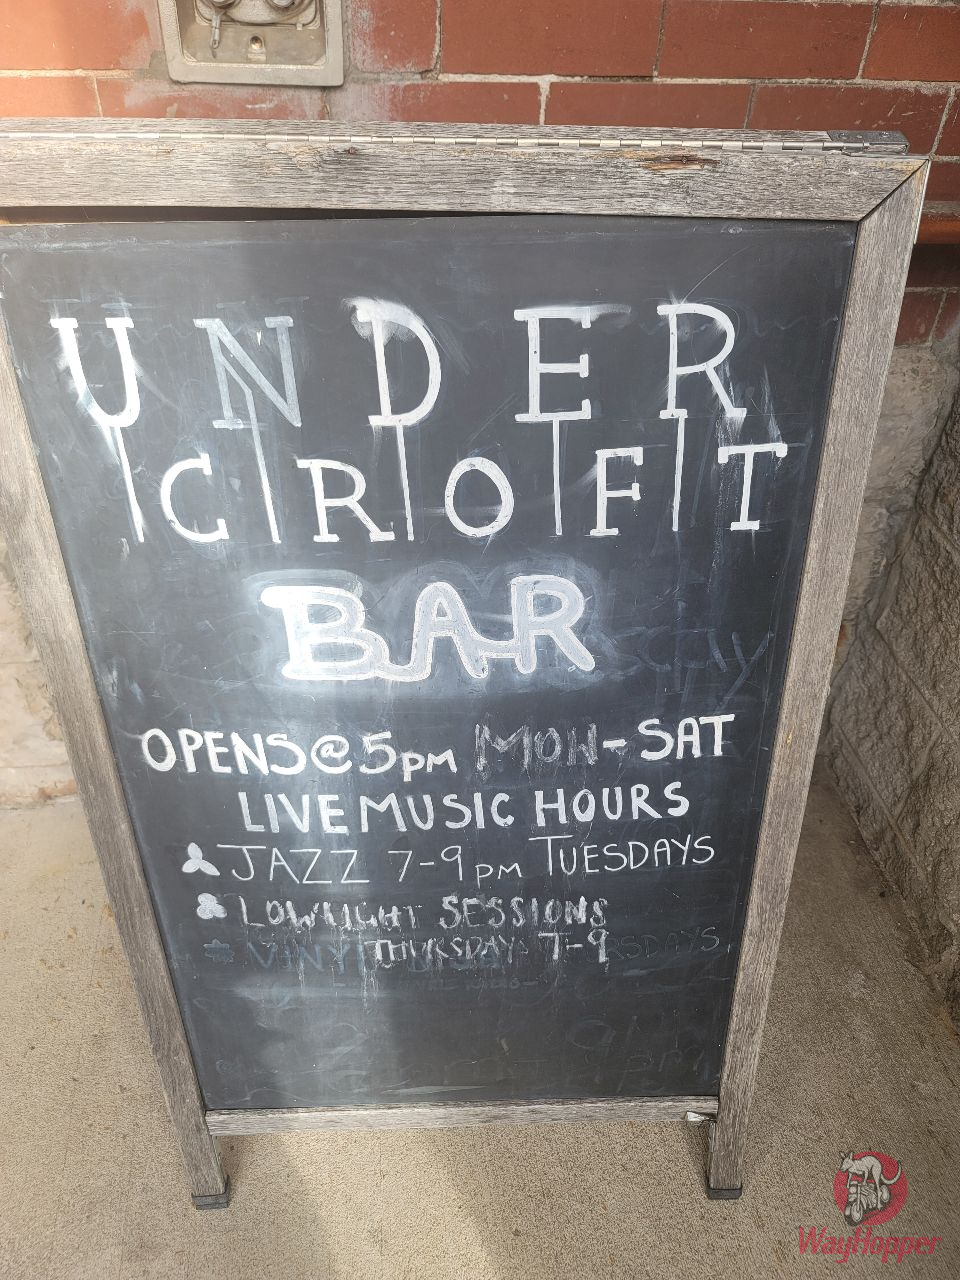 UNDER
CROFT
BAR
OPENS@5PM MON-SAT
LIVE MUSIC HOURS
JAZZ 7-9PM TUESDAYS
LOWLIGHT SESSIONS
THURSDAY 7-9
WayHopper